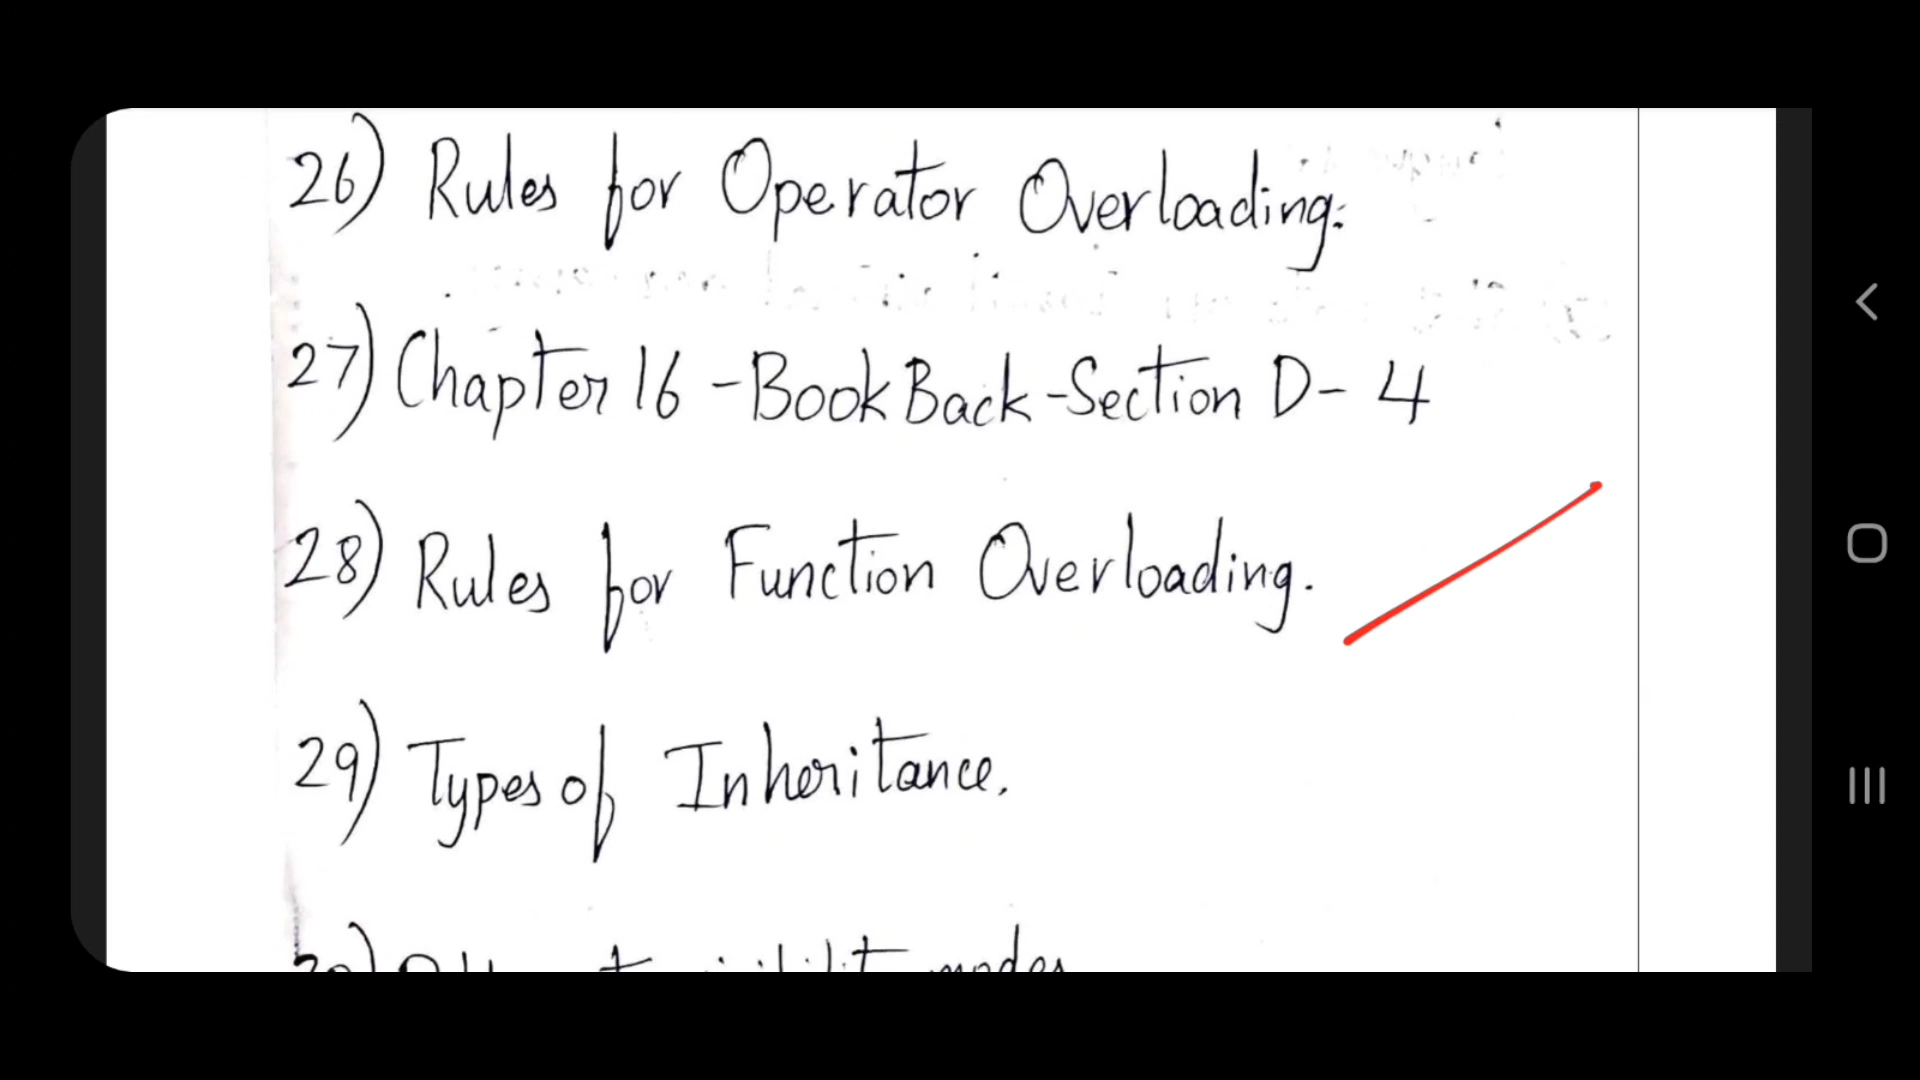 26) Rules for Operator Overloading:
27) Chapter 16 - Book Back - Section D - 4
28) Rules for Function Overloading.
29) Types of Inheritance.
modes